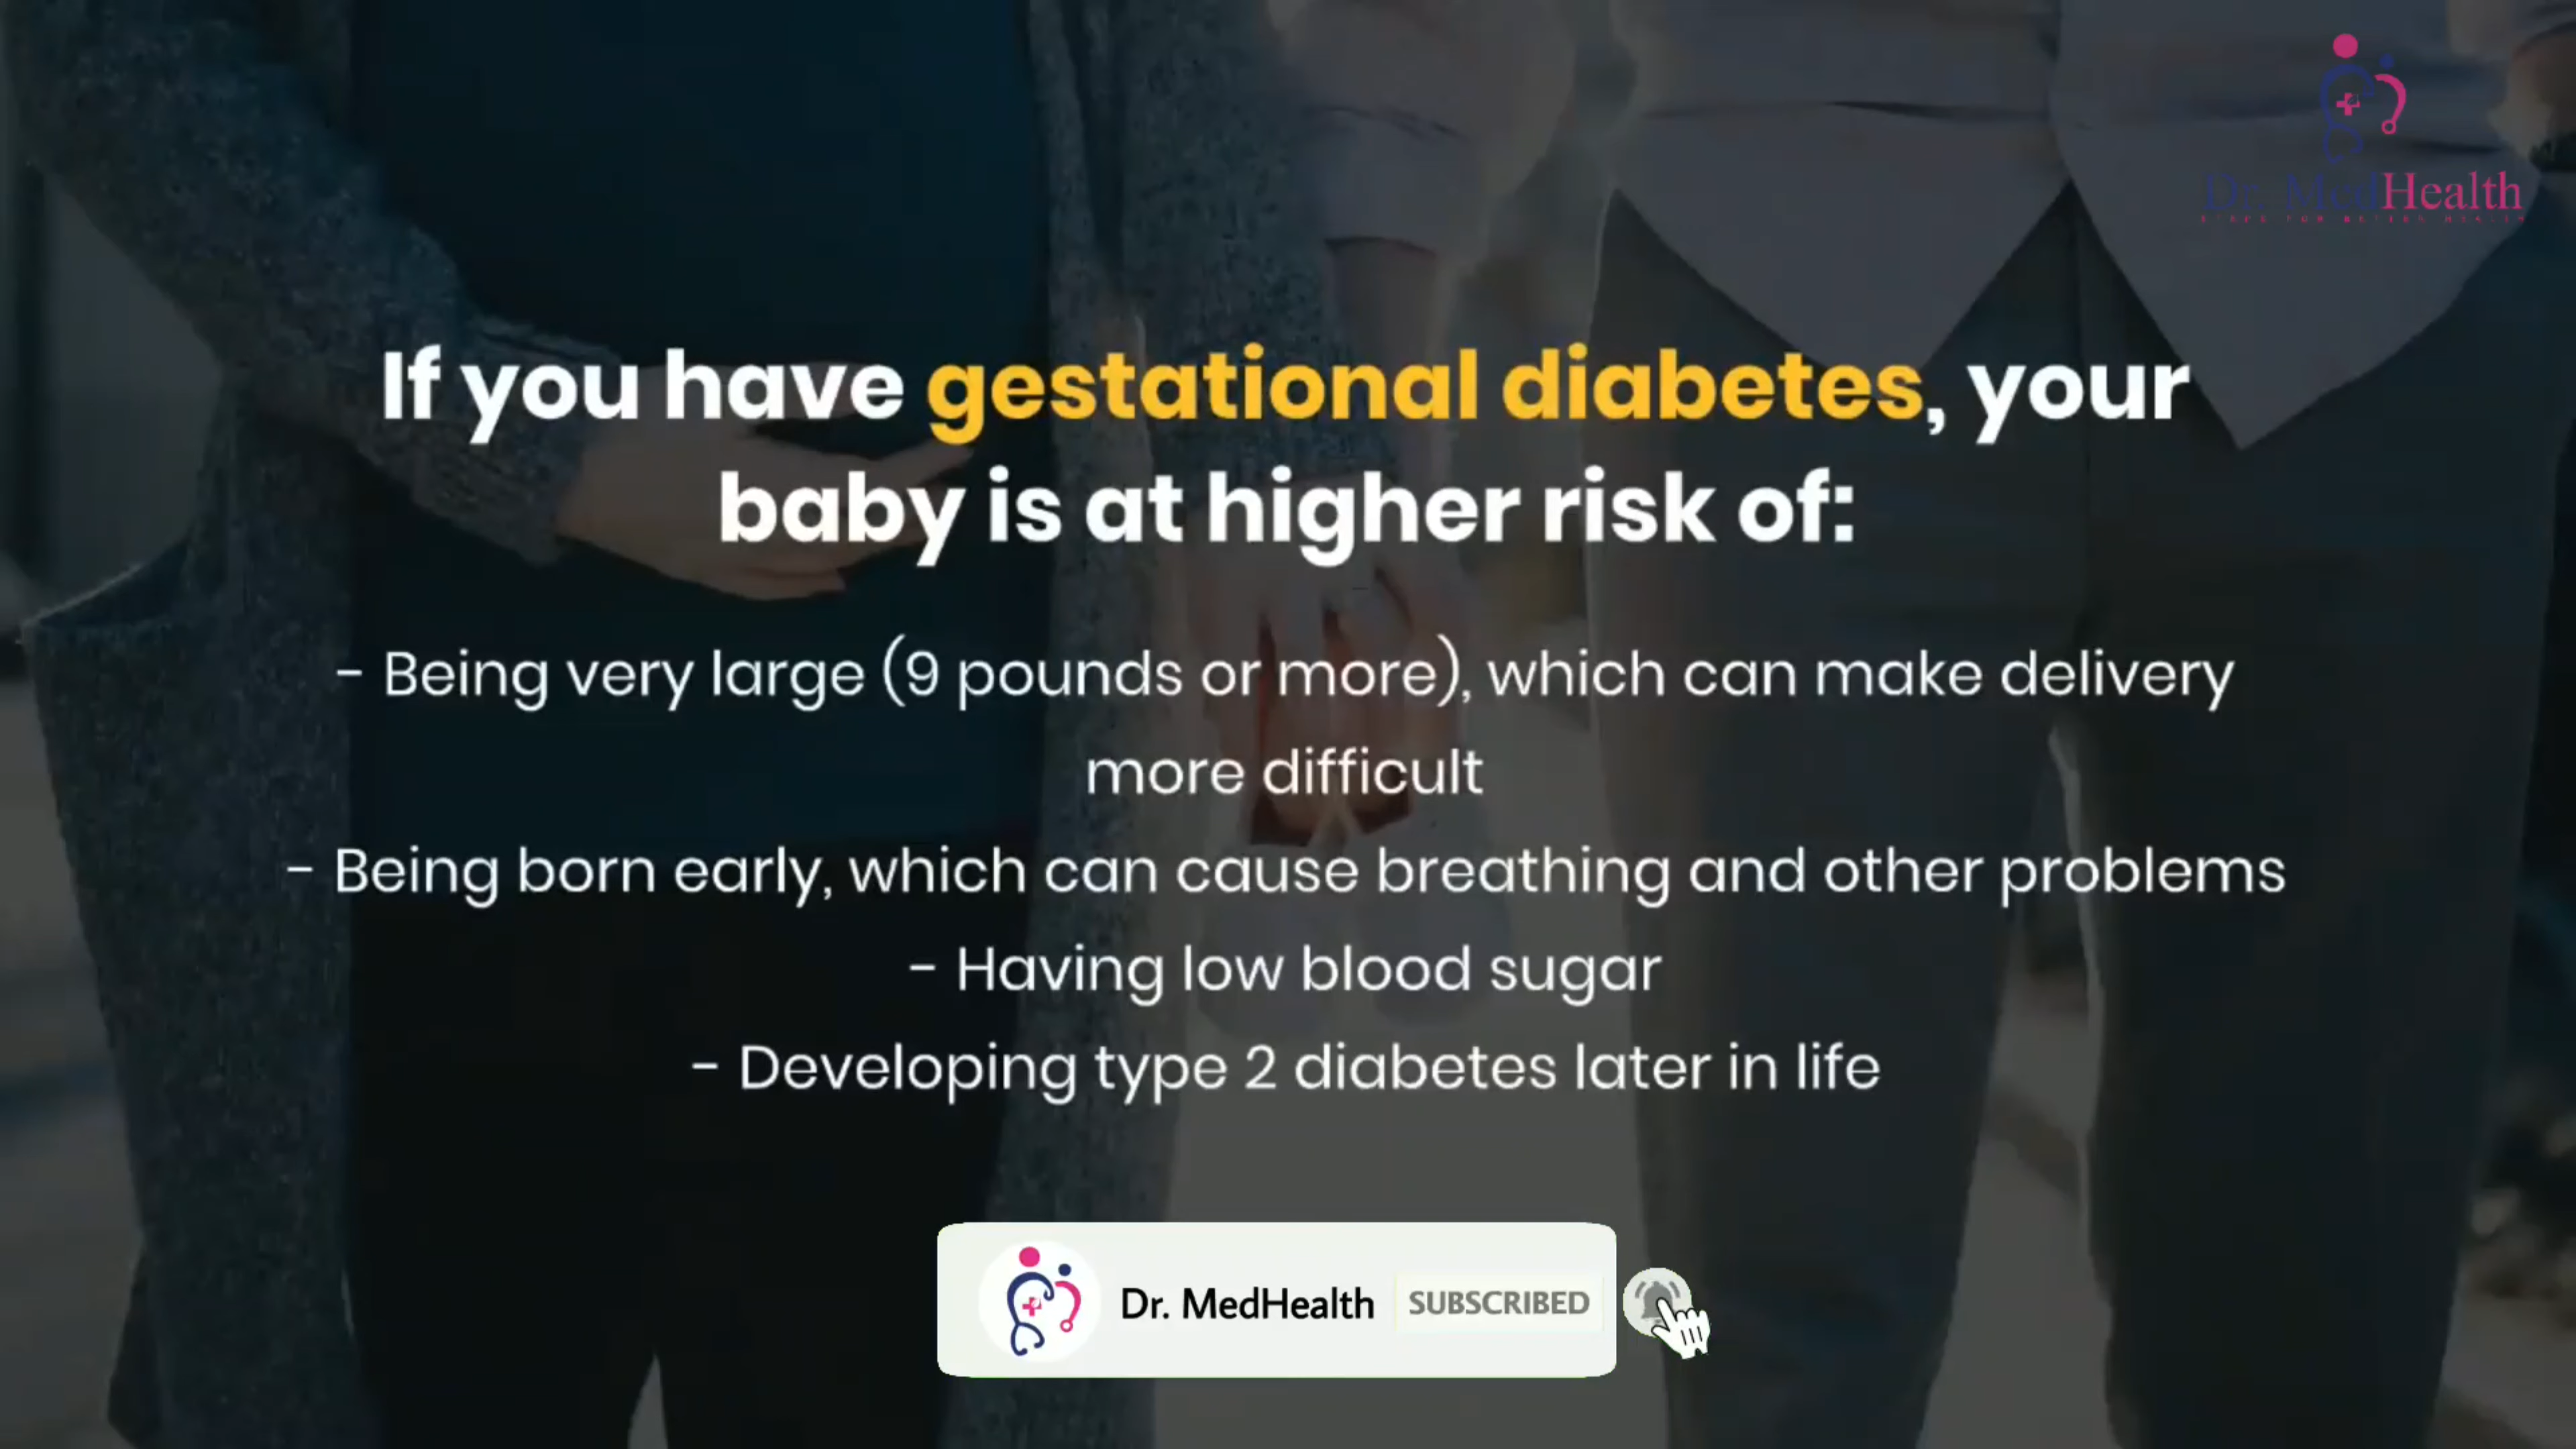 Dr. MedHealth
If you have gestational diabetes, your
baby is at higher risk of:
- Being very large (9 pounds or more), which can make delivery
more difficult
- Being born early, which can cause breathing and other problems
- Having low blood sugar
- Developing type 2 diabetes later in life
Dr. MedHealth SUBSCRIBED